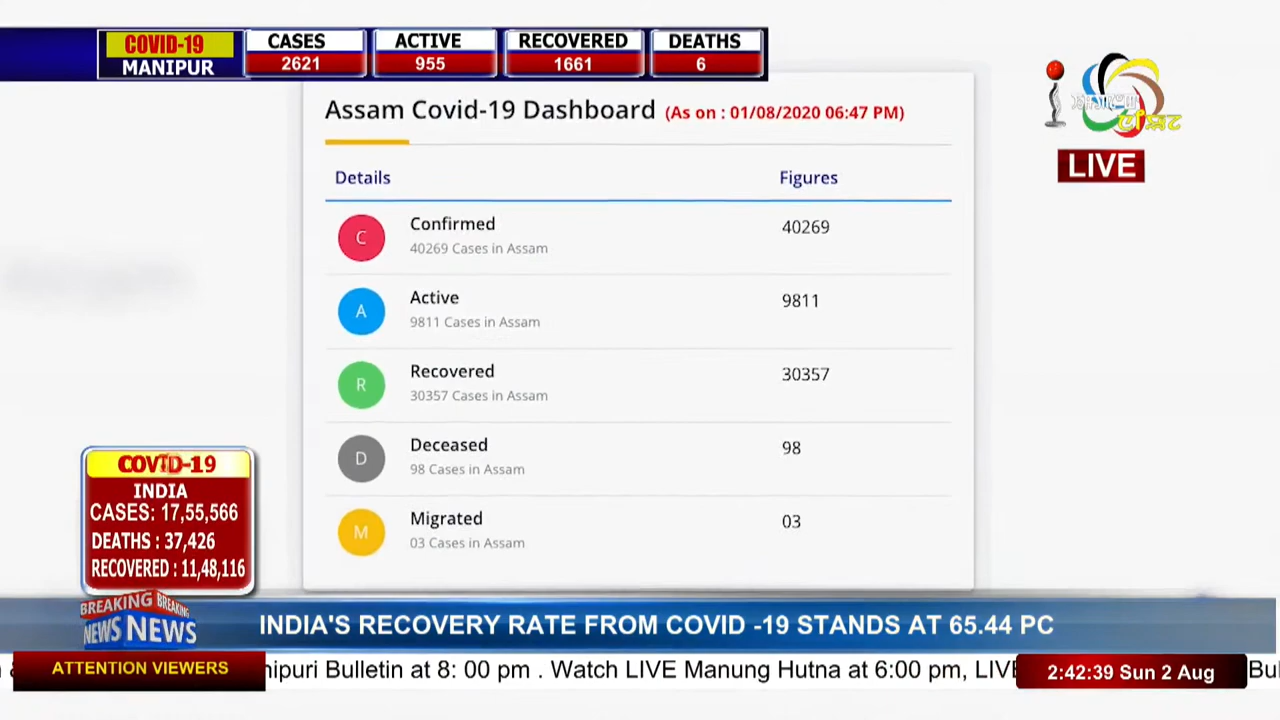 COVID-19
MANIPUR
CASES
2621
ACTIVE
955
RECOVERED
1661
DEATHS
6
Assam Covid-19 Dashboard (As on : 01/08/2020 06:47 PM)
LIVE
Details Figures
C Confirmed 40269
40269 Cases in Assam
A Active 9811
9811 Cases in Assam
R Recovered 30357
30357 Cases in Assam
D Deceased 98
98 Cases in Assam
M Migrated 03
03 Cases in Assam
COVID-19
INDIA
CASES: 17,55,566
DEATHS : 37,426
RECOVERED : 11,48,116
BREAKING BREAKING
NEWS NEWS
INDIA'S RECOVERY RATE FROM COVID -19 STANDS AT 65.44 PC
ATTENTION VIEWERS
nipuri Bulletin at 8: 00 pm . Watch LIVE Manung Hutna at 6:00 pm, LIVE
2:42:39 Sun 2 Aug